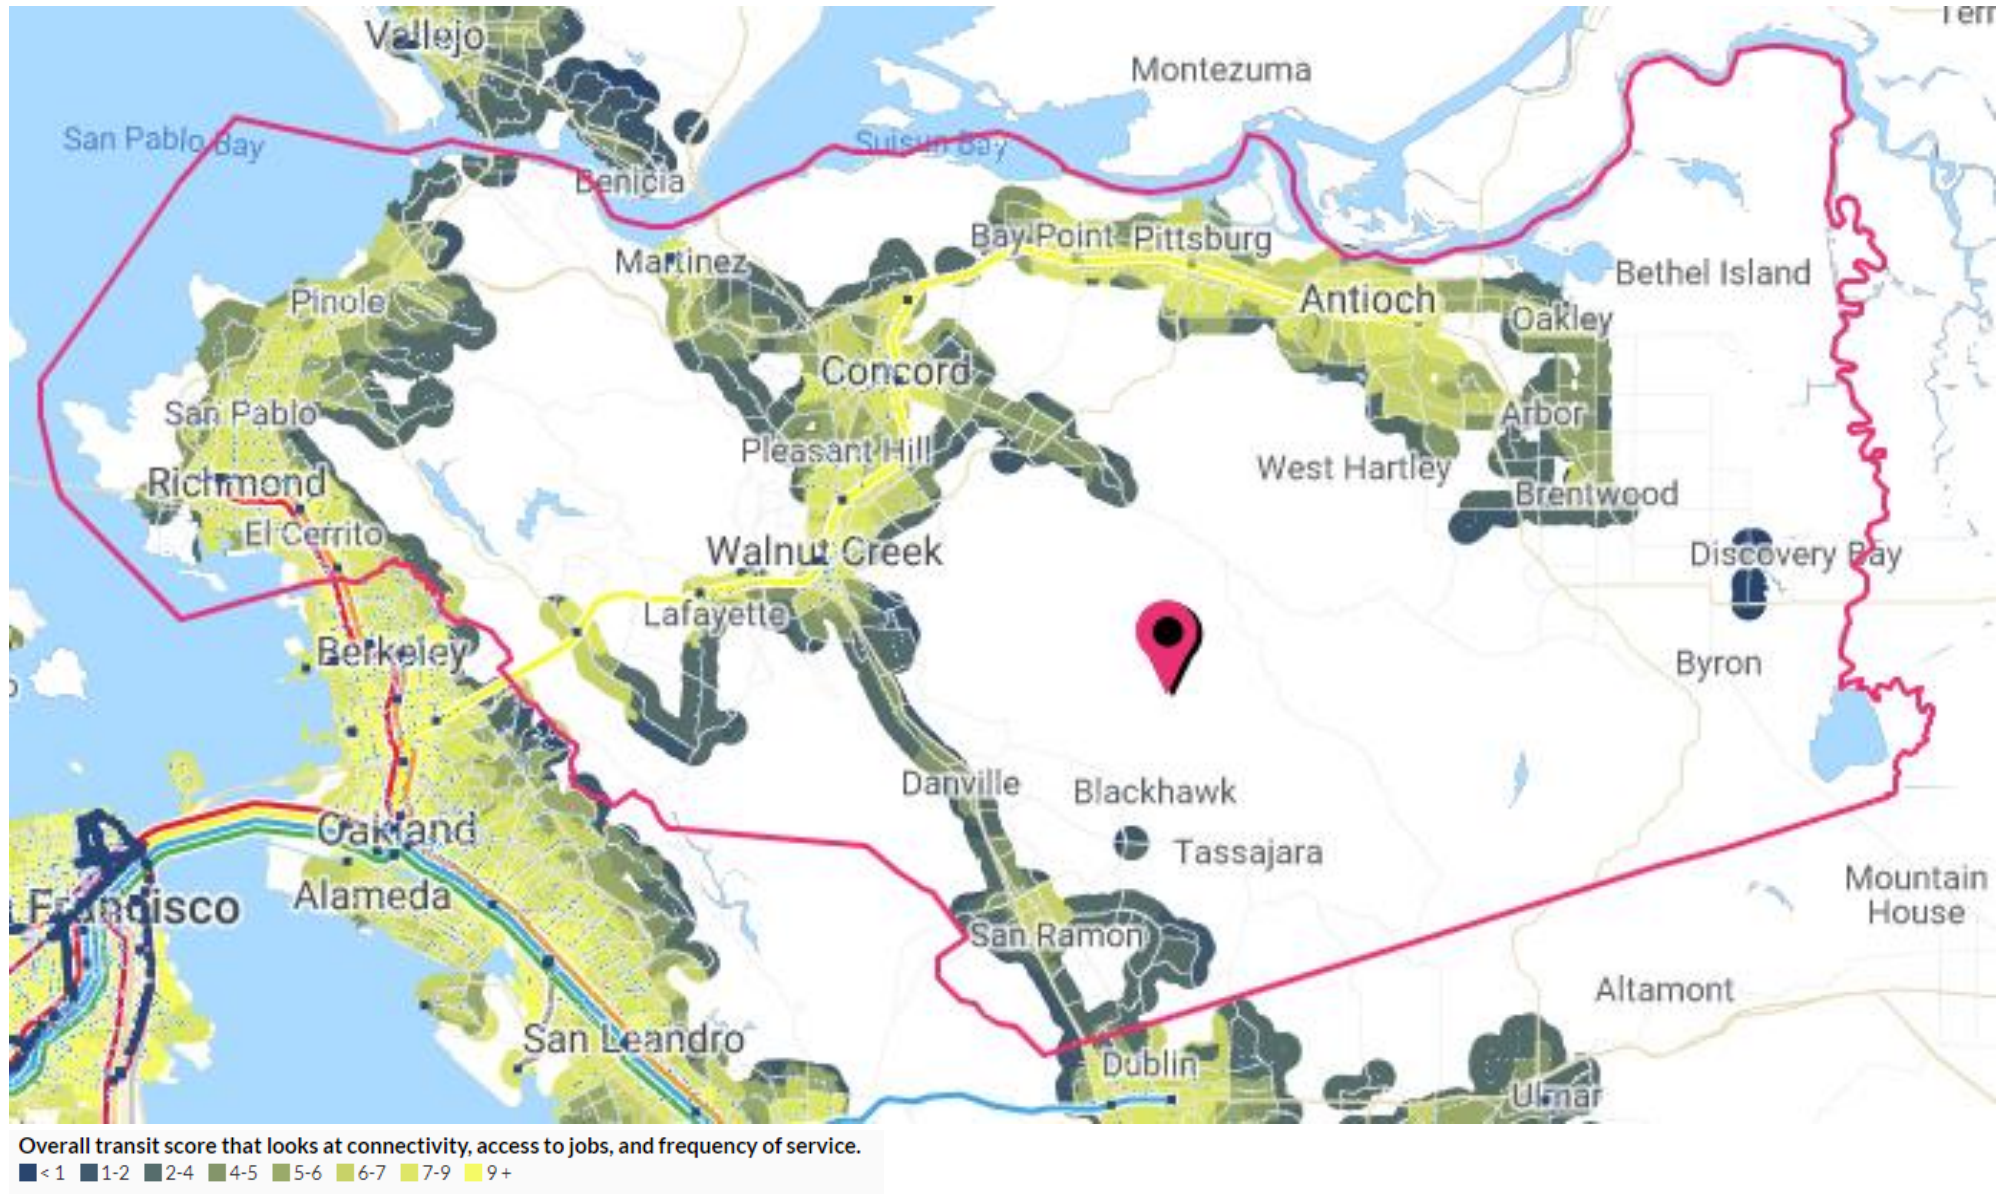 Vallejo
Montezuma
San Pablo Bay
Suisun Bay
Benicia
Bay Point
Pittsburg
Martinez
Bethel Island
Pinole
Antioch
Oakley
Concord
San Pablo
Arbor
Pleasant Hill
West Hartley
Richmond
Brentwood
El Cerrito
Walnut Creek
Discovery Bay
Lafayette
Berkeley
Byron
Danville
Blackhawk
Oakland
Tassajara
Alameda
Mountain
House
Francisco
San Ramon
Altamont
San Leandro
Dublin
Ulmar
Overall transit score that looks at connectivity, access to jobs, and frequency of service.
< 1 1-2 2-4 4-5 5-6 6-7 7-9 9 +